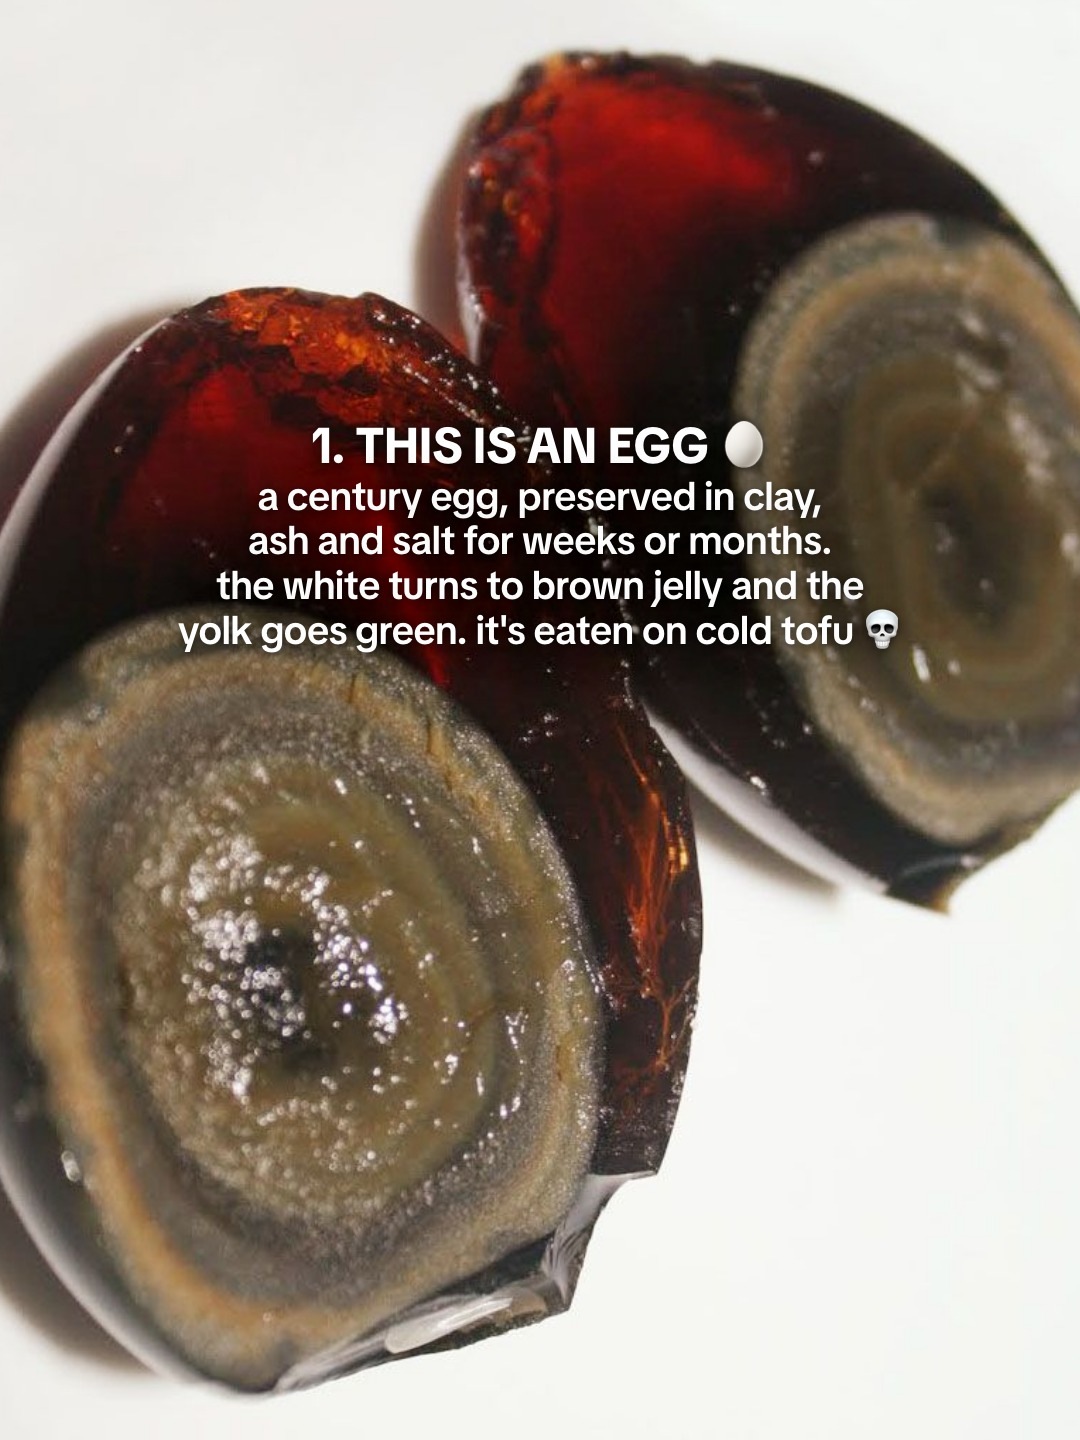 1. THIS IS AN EGG 🥚
a century egg, preserved in clay,
ash and salt for weeks or months.
the white turns to brown jelly and the
yolk goes green. it's eaten on cold tofu 💀